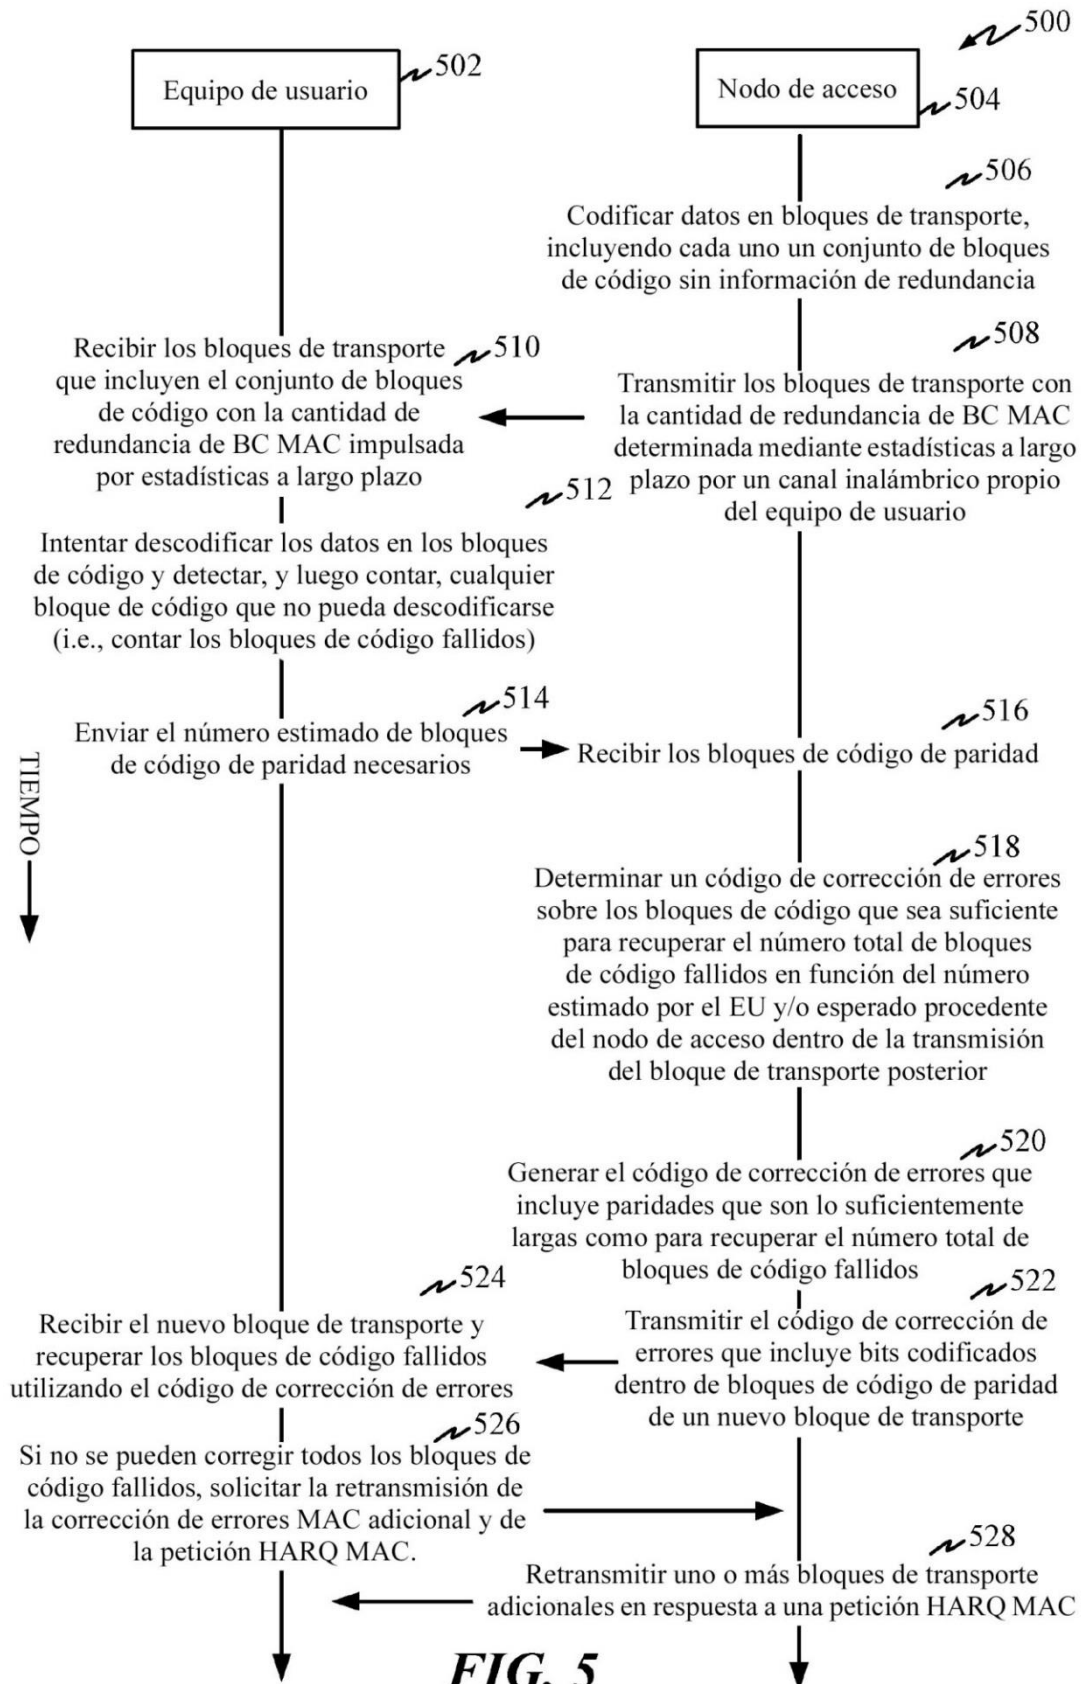 500
Equipo de usuario
502
Nodo de acceso
504
506
Codificar datos en bloques de transporte,
incluyendo cada uno un conjunto de bloques
de código sin información de redundancia
508
Transmitir los bloques de transporte con
la cantidad de redundancia de BC MAC
determinada mediante estadísticas a largo
plazo por un canal inalámbrico propio
del equipo de usuario
510
Recibir los bloques de transporte
que incluyen el conjunto de bloques
de código con la cantidad de
redundancia de BC MAC impulsada
por estadísticas a largo plazo
512
Intentar descodificar los datos en los bloques
de código y detectar, y luego contar, cualquier
bloque de código que no pueda descodificarse
(i.e., contar los bloques de código fallidos)
514
Enviar el número estimado de bloques
de código de paridad necesarios
516
Recibir los bloques de código de paridad
TIEMPO
518
Determinar un código de corrección de errores
sobre los bloques de código que sea suficiente
para recuperar el número total de bloques
de código fallidos en función del número
estimado por el EU y/o esperado procedente
del nodo de acceso dentro de la transmisión
del bloque de transporte posterior
520
Generar el código de corrección de errores que
incluye paridades que son lo suficientemente
largas como para recuperar el número total de
bloques de código fallidos
522
Transmitir el código de corrección de
errores que incluye bits codificados
dentro de bloques de código de paridad
de un nuevo bloque de transporte
524
Recibir el nuevo bloque de transporte y
recuperar los bloques de código fallidos
utilizando el código de corrección de errores
526
Si no se pueden corregir todos los bloques de
código fallidos, solicitar la retransmisión de
la corrección de errores MAC adicional y de
la petición HARQ MAC.
528
Retransmitir uno o más bloques de transporte
adicionales en respuesta a una petición HARQ MAC
FIG. 5